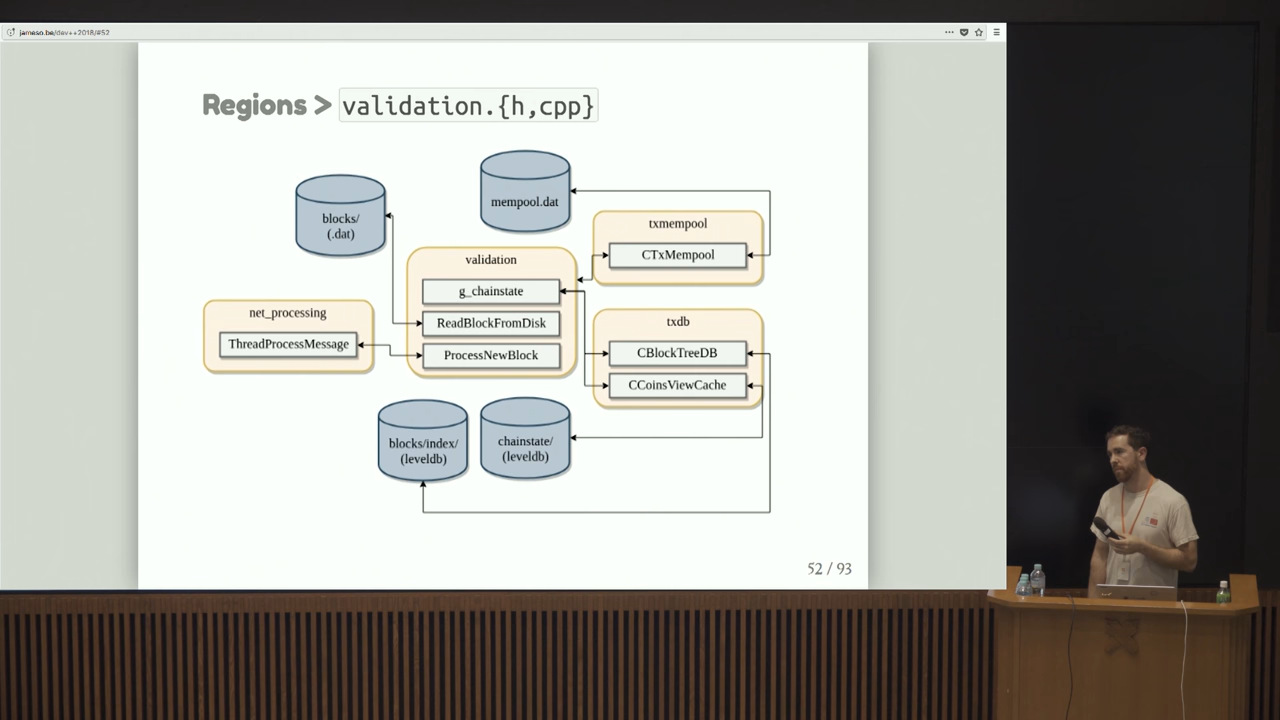 jameso.be/dev++2018/#52
Regions > validation.{h,cpp}
mempool.dat
blocks/
(.dat)
txmempool
CTxMempool
validation
g_chainstate
ReadBlockFromDisk
ProcessNewBlock
net_processing
ThreadProcessMessage
txdb
CBlockTreeDB
CCoinsViewCache
blocks/index/
(leveldb)
chainstate/
(leveldb)
52 / 93